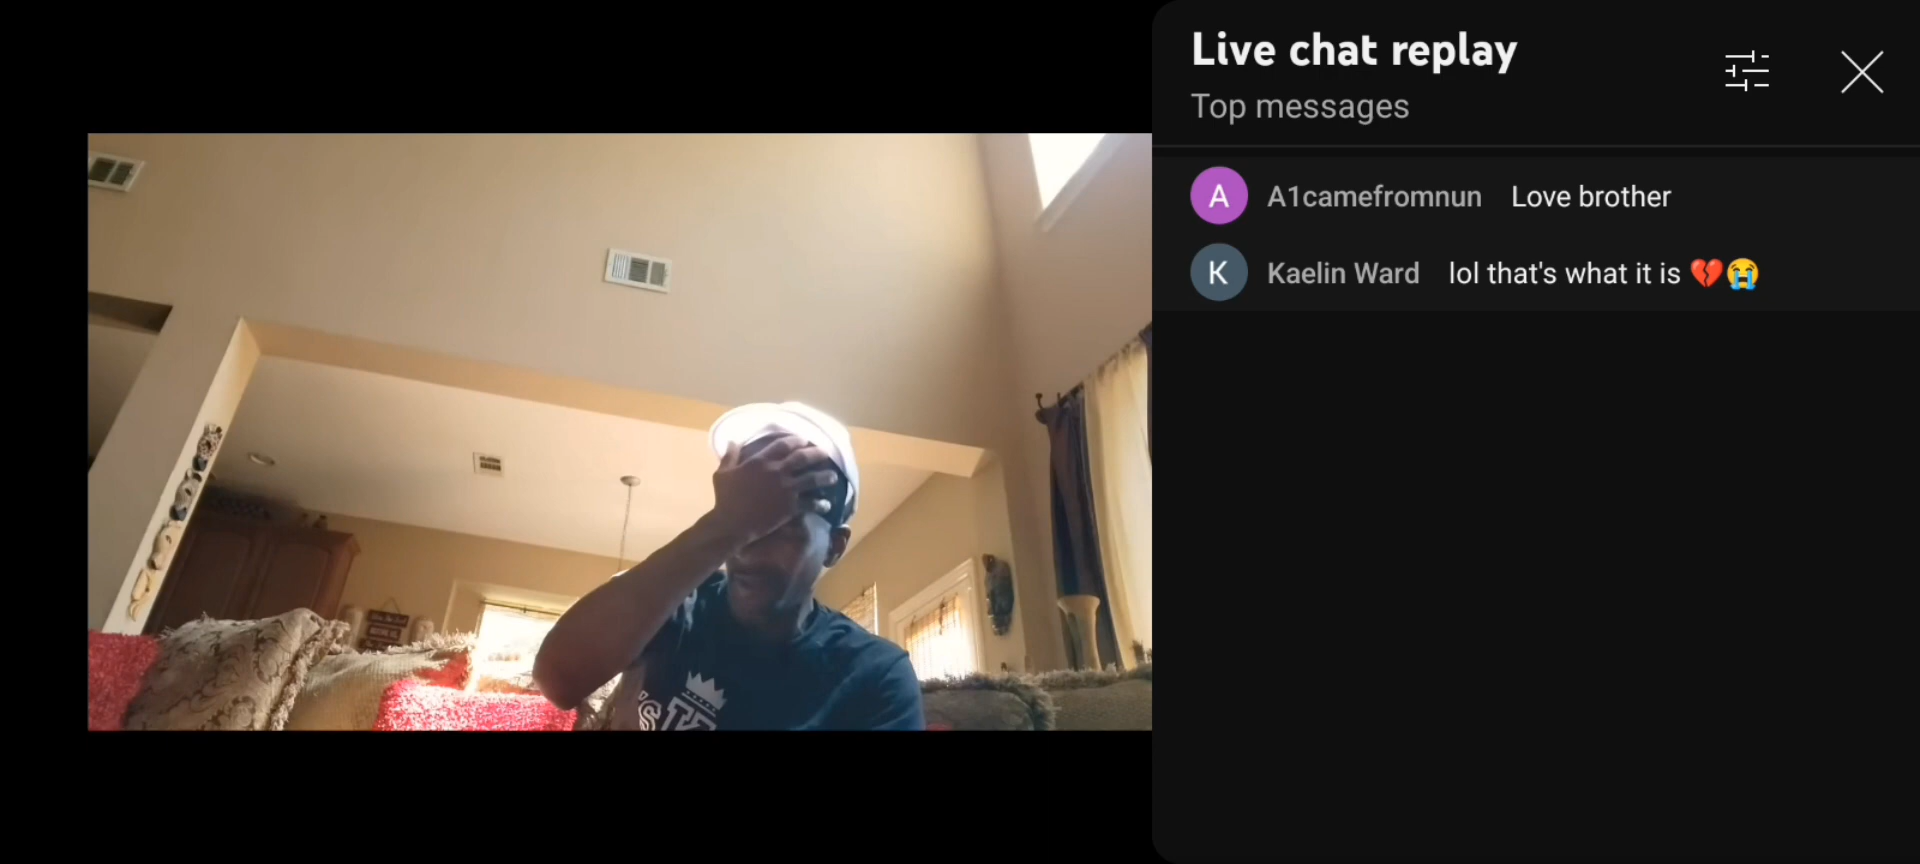 Live chat replay
Top messages
A A1camefromnun Love brother
K Kaelin Ward lol that's what it is 💔😭